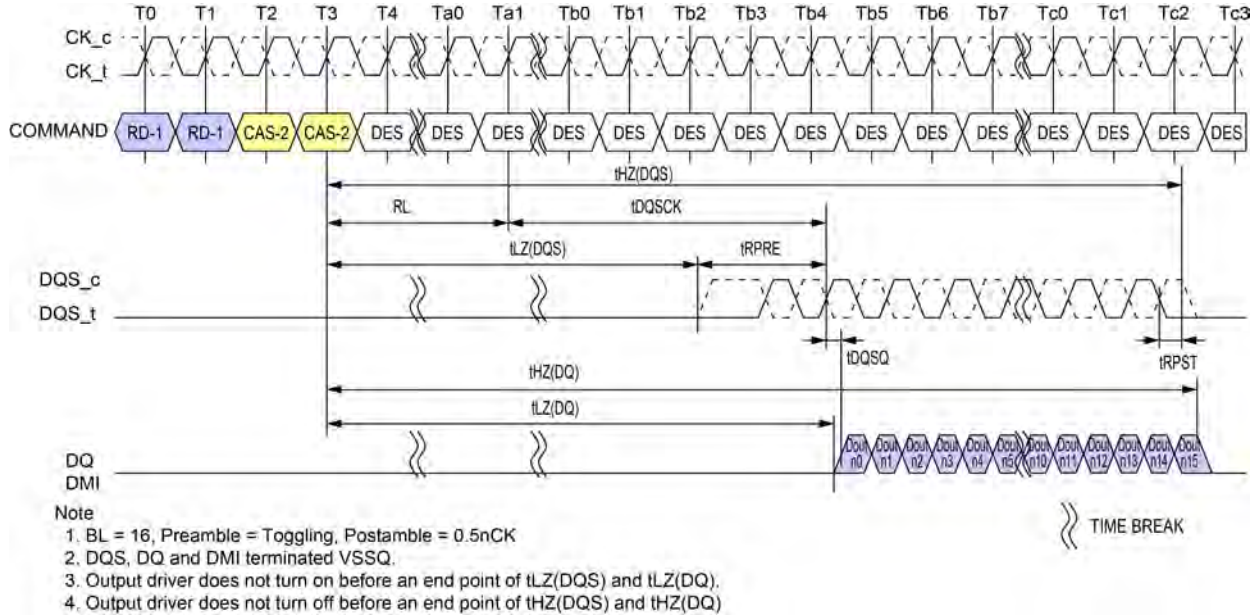 T0 T1 T2 T3 T4 Ta0 Ta1 Tb0 Tb1 Tb2 Tb3 Tb4 Tb5 Tb6 Tb7 Tc0 Tc1 Tc2 Tc3
CK_c
CK_t
COMMAND RD-1 RD-1 CAS-2 CAS-2 DES DES DES DES DES DES DES DES DES DES DES DES DES DES DES
tHZ(DQS)
RL tDQSCK
tLZ(DQS) tRPRE
DQS_c
DQS_t
tDQSQ tRPST
tHZ(DQ)
tLZ(DQ)
DQ
DMI
Dout n0 Dout n1 Dout n2 Dout n3 Dout n4 Dout n5 Dout n10 Dout n11 Dout n12 Dout n13 Dout n14 Dout n15
TIME BREAK
Note
1. BL = 16, Preamble = Toggling, Postamble = 0.5nCK
2. DQS, DQ and DMI terminated VSSQ.
3. Output driver does not turn on before an end point of tLZ(DQS) and tLZ(DQ).
4. Output driver does not turn off before an end point of tHZ(DQS) and tHZ(DQ)